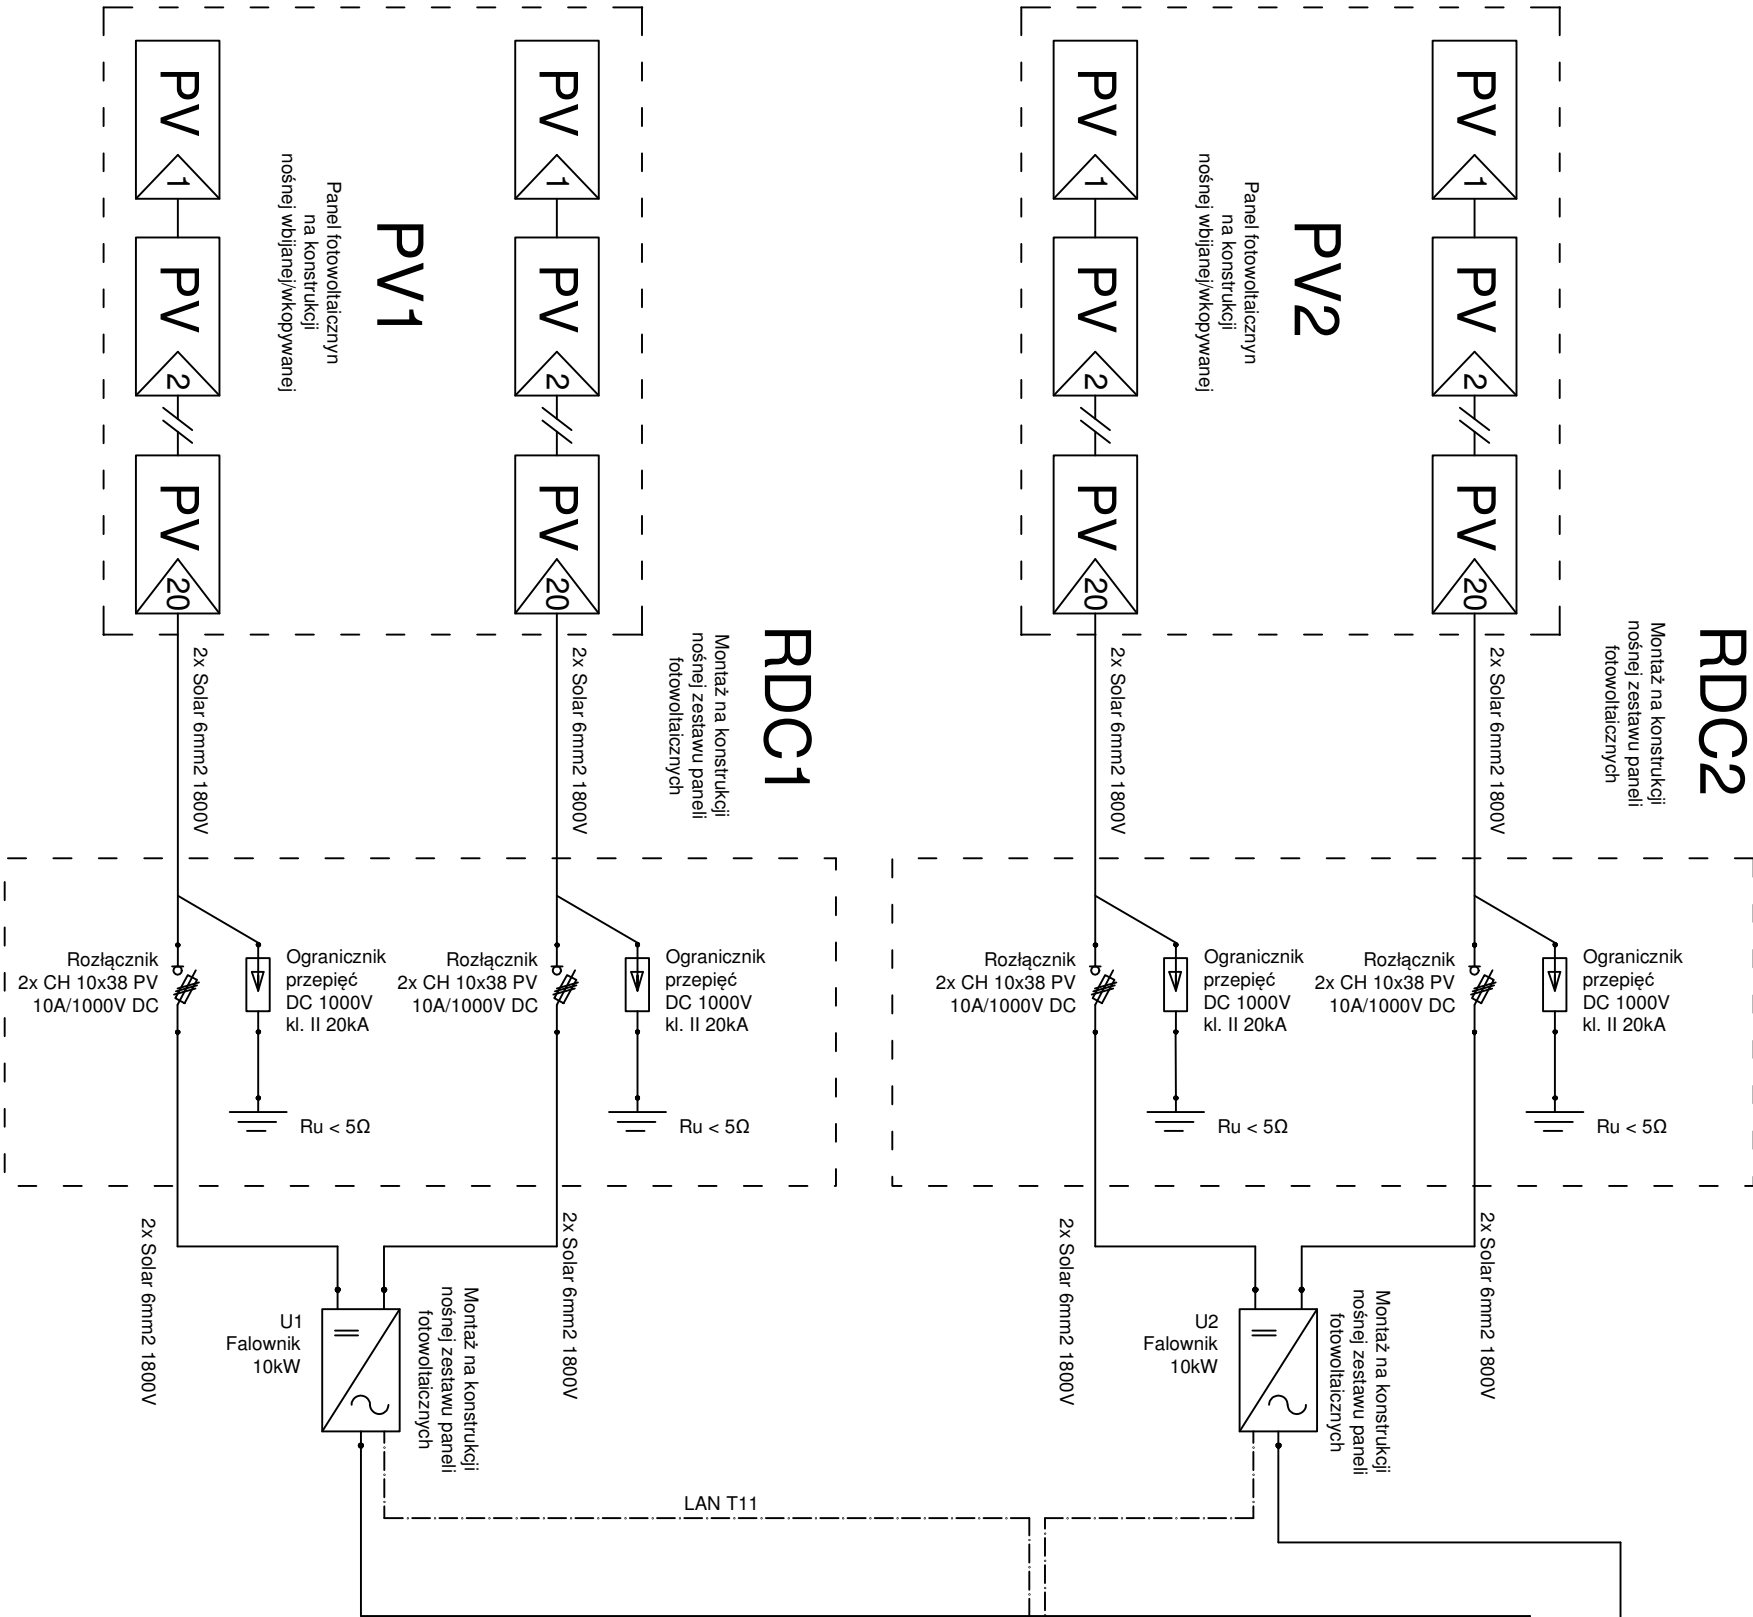 PV
1
PV
2
PV
20
PV
1
PV
2
PV
20
PV1
Panel fotowoltaicznyn
na konstrukcji
nośnej wbijanej/wkopywanej
PV
1
PV
2
PV
20
PV
1
PV
2
PV
20
PV2
Panel fotowoltaicznyn
na konstrukcji
nośnej wbijanej/wkopywanej
RDC1
Montaż na konstrukcji
nośnej zestawu paneli
fotowoltaicznych
RDC2
Montaż na konstrukcji
nośnej zestawu paneli
fotowoltaicznych
2x Solar 6mm2 1800V
2x Solar 6mm2 1800V
2x Solar 6mm2 1800V
2x Solar 6mm2 1800V
Rozłącznik
2x CH 10x38 PV
10A/1000V DC
Ogranicznik
przepięć
DC 1000V
kl. II 20kA
Ru < 5Ω
Rozłącznik
2x CH 10x38 PV
10A/1000V DC
Ogranicznik
przepięć
DC 1000V
kl. II 20kA
Ru < 5Ω
Rozłącznik
2x CH 10x38 PV
10A/1000V DC
Ogranicznik
przepięć
DC 1000V
kl. II 20kA
Ru < 5Ω
Rozłącznik
2x CH 10x38 PV
10A/1000V DC
Ogranicznik
przepięć
DC 1000V
kl. II 20kA
Ru < 5Ω
2x Solar 6mm2 1800V
2x Solar 6mm2 1800V
2x Solar 6mm2 1800V
2x Solar 6mm2 1800V
U1
Falownik
10kW
Montaż na konstrukcji
nośnej zestawu paneli
fotowoltaicznych
U2
Falownik
10kW
Montaż na konstrukcji
nośnej zestawu paneli
fotowoltaicznych
LAN T11